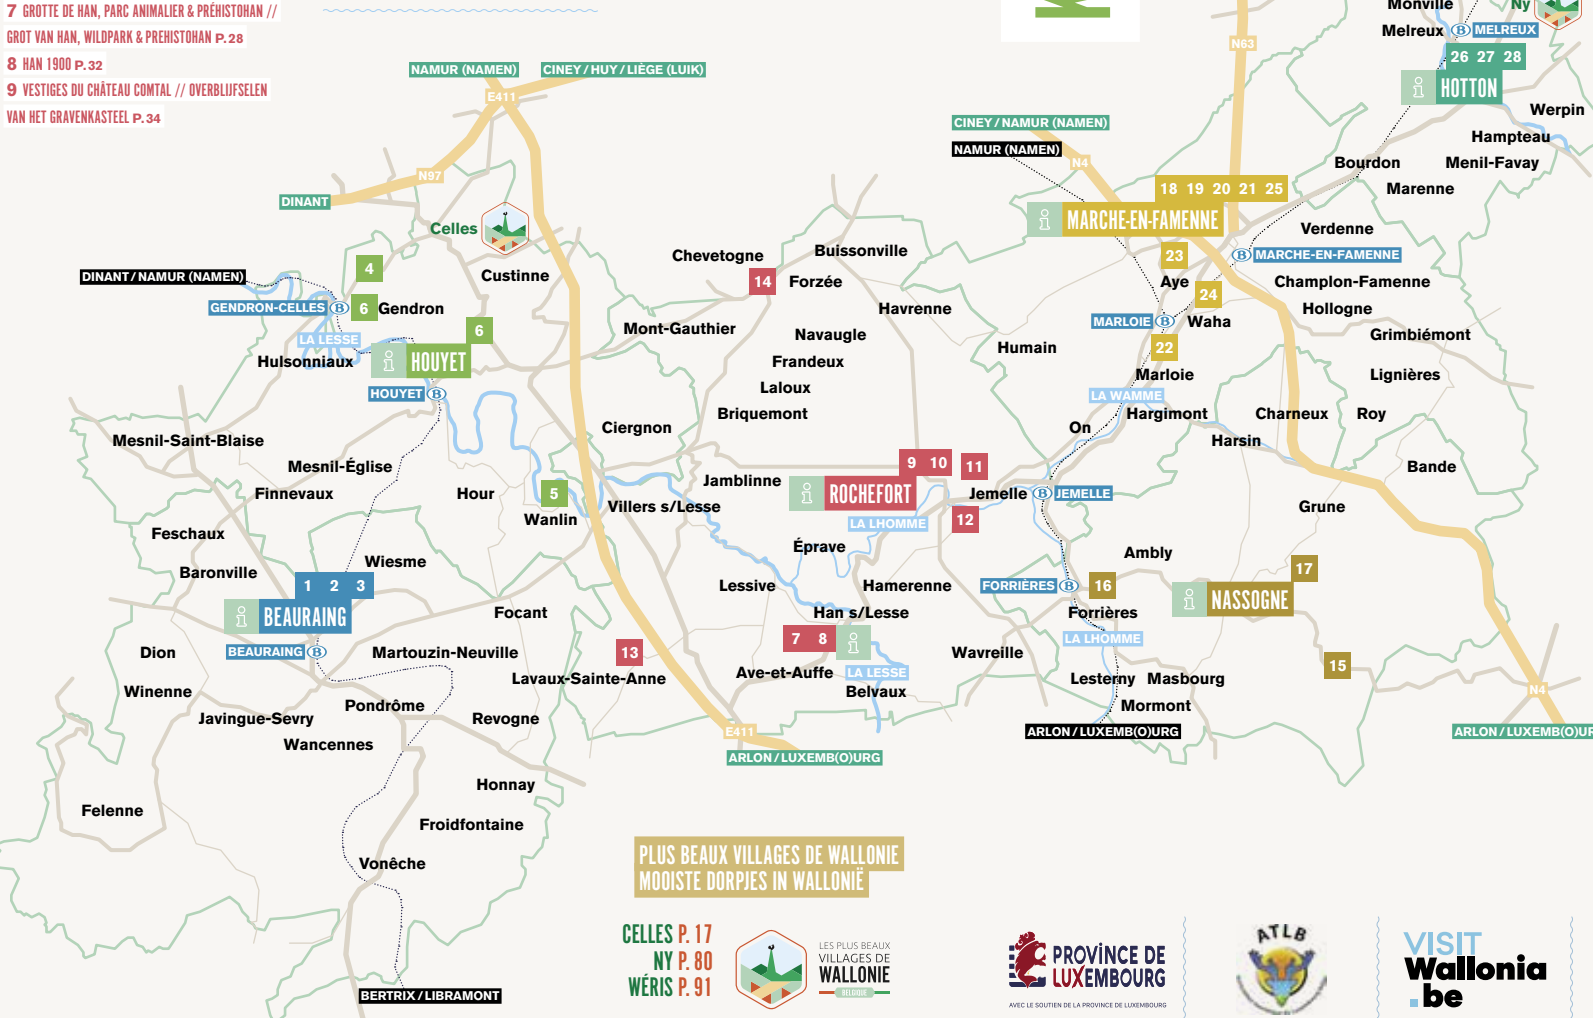 7 GROTTE DE HAN, PARC ANIMALIER & PRÉHISTOHAN //
GROT VAN HAN, WILDPARK & PREHISTOHAN P.28
8 HAN 1900 P.32
9 VESTIGES DU CHÂTEAU COMTAL // OVERBLIJFSELEN
VAN HET GRAVENKASTEEL P.34
K
Monville
Ny
Melreux B MELREUX
N63
26 27 28
i HOTTON
NAMUR (NAMEN)
CINEY / HUY / LIÈGE (LUIK)
E411
Werpin
CINEY / NAMUR (NAMEN)
Hampteau
NAMUR (NAMEN)
N4
Bourdon
Menil-Favay
N97
18 19 20 21 25
Marenne
DINANT
i MARCHE-EN-FAMENNE
Celles
Verdenne
Chevetogne
Buissonville
23
B MARCHE-EN-FAMENNE
DINANT / NAMUR (NAMEN)
4
Custinne
14
Forzée
Aye
Champlon-Famenne
24
GENDRON-CELLES B
6
Gendron
Havrenne
Hollogne
MARLOIE B
Waha
6
Mont-Gauthier
Navaugle
Grimbiémont
LA LESSE
Humain
22
Hulsonniaux
i HOUYET
Frandeux
Marloie
Lignières
HOUYET B
Laloux
LA WAMME
Briquemont
Hargimont
Charneux
Roy
Ciergnon
On
Mesnil-Saint-Blaise
Harsin
Mesnil-Église
9 10
11
Bande
Jamblinne
Finnevaux
Hour
5
i ROCHEFORT
Jemelle B JEMELLE
Villers s/Lesse
Grune
Wanlin
LA LHOMME
12
Feschaux
Éprave
Ambly
Wiesme
Baronville
17
1 2 3
Lessive
Hamerenne
FORRIÈRES B
16
i NASSOGNE
i BEAURAING
Focant
Han s/Lesse
Forrières
7 8 i
LA LHOMME
Dion
BEAURAING B
Martouzin-Neuville
13
Wavreille
15
Lavaux-Sainte-Anne
Ave-et-Auffe
LA LESSE
Lesterny
Masbourg
Winenne
Belvaux
N4
Pondrôme
Mormont
Javingue-Sevry
Revogne
E411
ARLON / LUXEMB(O)URG
ARLON / LUXEMB(O)UR
Wancennes
ARLON / LUXEMB(O)URG
Honnay
Felenne
Froidfontaine
Vonêche
PLUS BEAUX VILLAGES DE WALLONIE
MOOISTE DORPJES IN WALLONIË
CELLES P. 17
NY P. 80
WÉRIS P. 91
LES PLUS BEAUX
VILLAGES DE
WALLONIE
BELGIQUE
PROVINCE DE
LUXEMBOURG
AVEC LE SOUTIEN DE LA PROVINCE DE LUXEMBOURG
ATLB
VISIT
Wallonia
.be
BERTRIX / LIBRAMONT